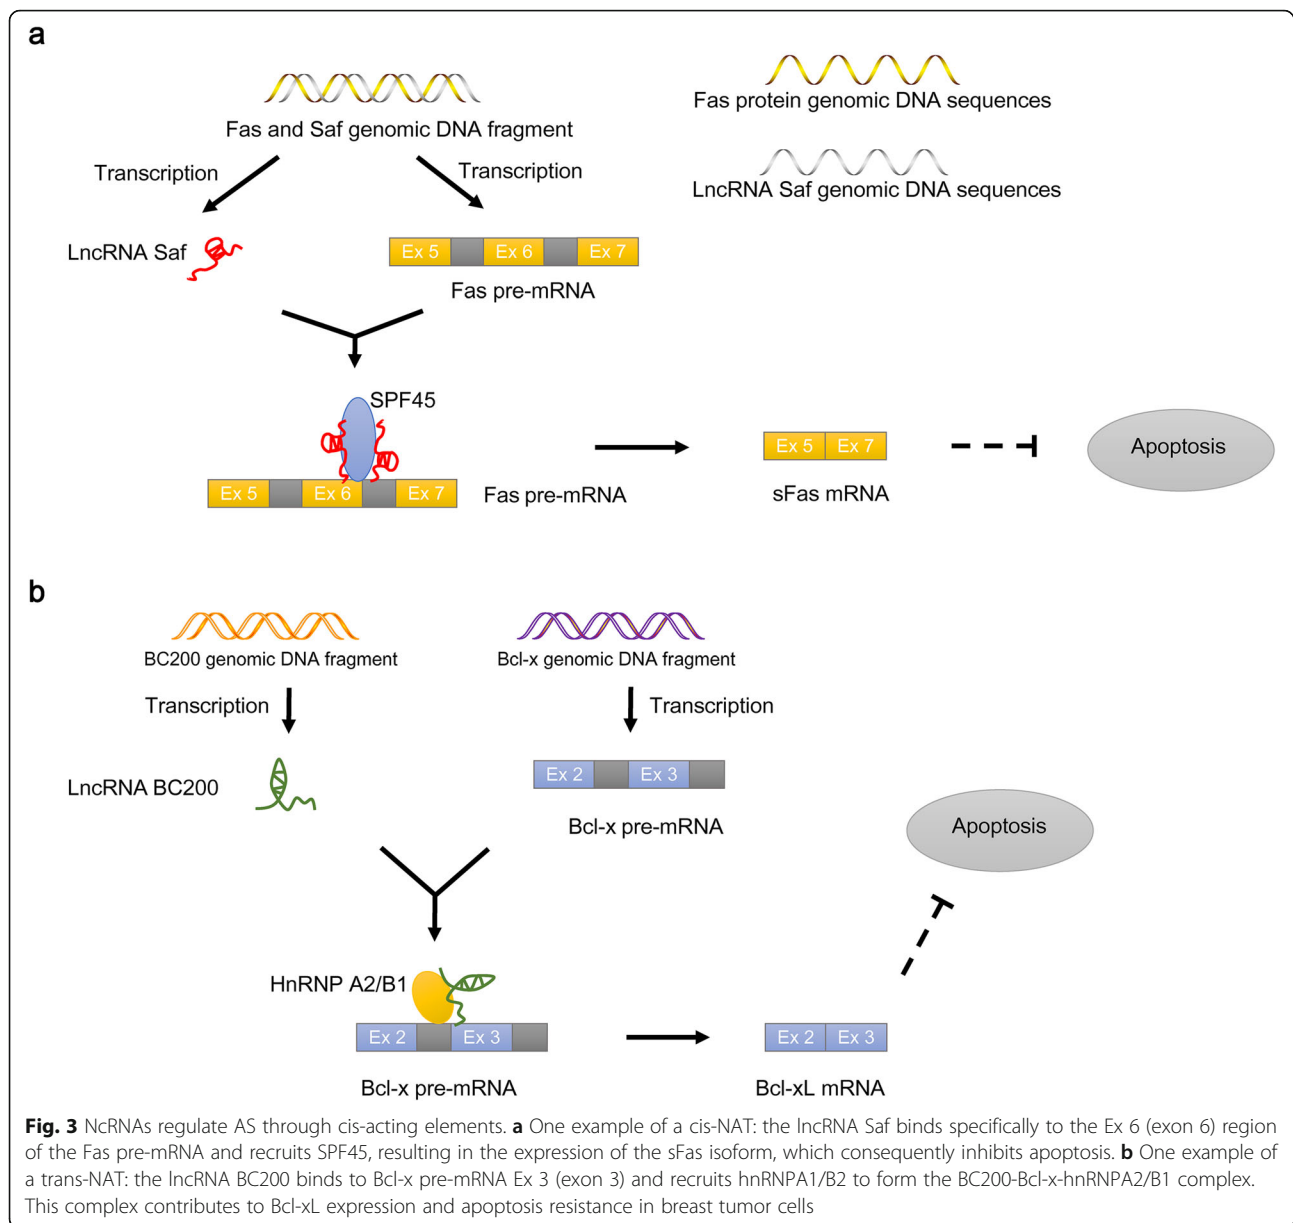 a
Fas and Saf genomic DNA fragment
Fas protein genomic DNA sequences
LncRNA Saf genomic DNA sequences
Transcription
Transcription
LncRNA Saf
Ex 5 Ex 6 Ex 7
Fas pre-mRNA
SPF45
Ex 5 Ex 6 Ex 7
Fas pre-mRNA
Ex 5 Ex 7
sFas mRNA
Apoptosis
b
BC200 genomic DNA fragment
Bcl-x genomic DNA fragment
Transcription
Transcription
LncRNA BC200
Ex 2 Ex 3
Bcl-x pre-mRNA
Apoptosis
HnRNP A2/B1
Ex 2 Ex 3
Bcl-x pre-mRNA
Ex 2 Ex 3
Bcl-xL mRNA
Fig. 3 NcRNAs regulate AS through cis-acting elements. a One example of a cis-NAT: the lncRNA Saf binds specifically to the Ex 6 (exon 6) region
of the Fas pre-mRNA and recruits SPF45, resulting in the expression of the sFas isoform, which consequently inhibits apoptosis. b One example of
a trans-NAT: the lncRNA BC200 binds to Bcl-x pre-mRNA Ex 3 (exon 3) and recruits hnRNPA1/B2 to form the BC200-Bcl-x-hnRNPA2/B1 complex.
This complex contributes to Bcl-xL expression and apoptosis resistance in breast tumor cells